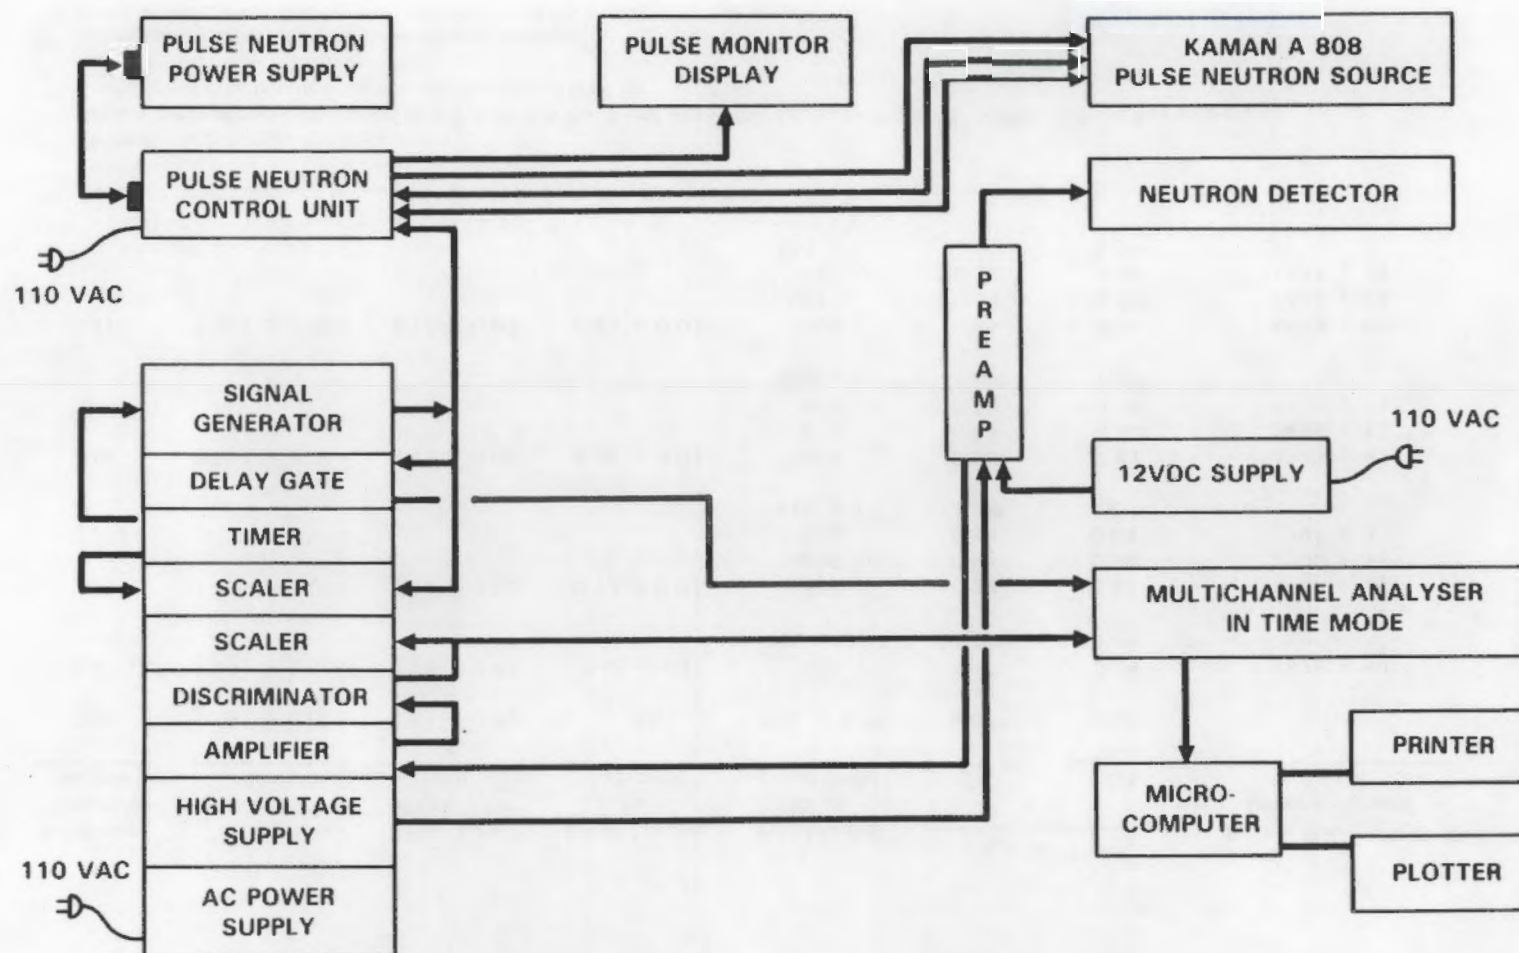 PULSE NEUTRON
POWER SUPPLY
PULSE MONITOR
DISPLAY
KAMAN A 808
PULSE NEUTRON SOURCE
PULSE NEUTRON
CONTROL UNIT
NEUTRON DETECTOR
110 VAC
PREAMP
SIGNAL
GENERATOR
DELAY GATE
TIMER
SCALER
SCALER
DISCRIMINATOR
AMPLIFIER
HIGH VOLTAGE
SUPPLY
110 VAC
AC POWER
SUPPLY
110 VAC
12VOC SUPPLY
MULTICHANNEL ANALYSER
IN TIME MODE
MICRO-
COMPUTER
PRINTER
PLOTTER